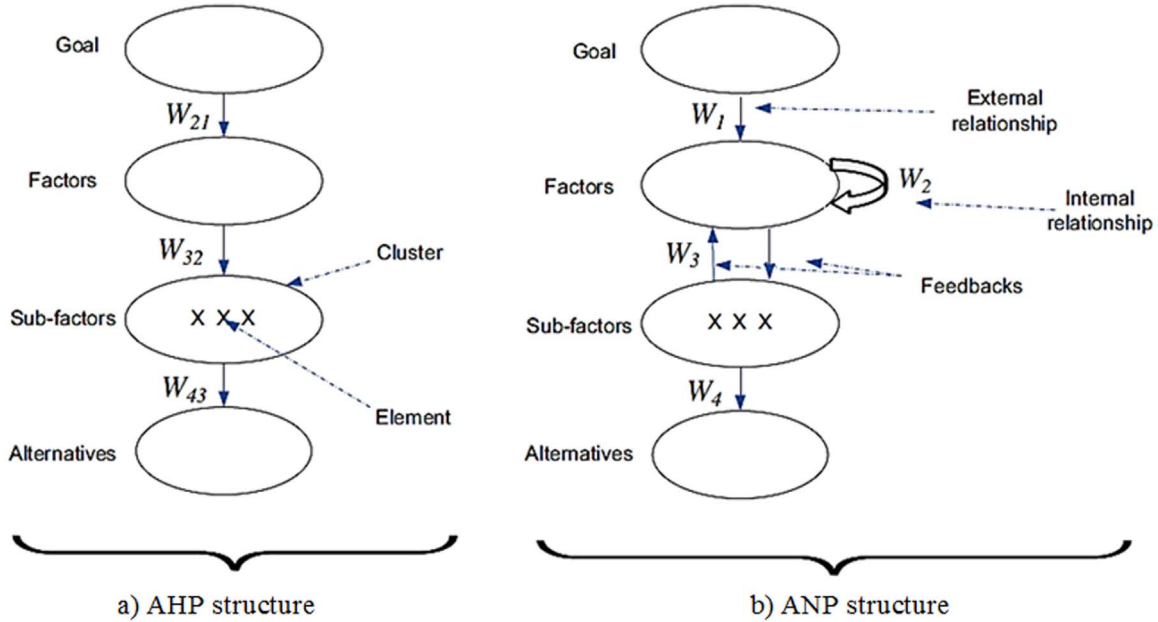 Goal
W21
Factors
W32
Cluster
Sub-factors
X X X
W43
Element
Alternatives
a) AHP structure
Goal
W1
External
relationship
Factors
W2
Internal
relationship
W3
Feedbacks
Sub-factors
X X X
W4
Alternatives
b) ANP structure